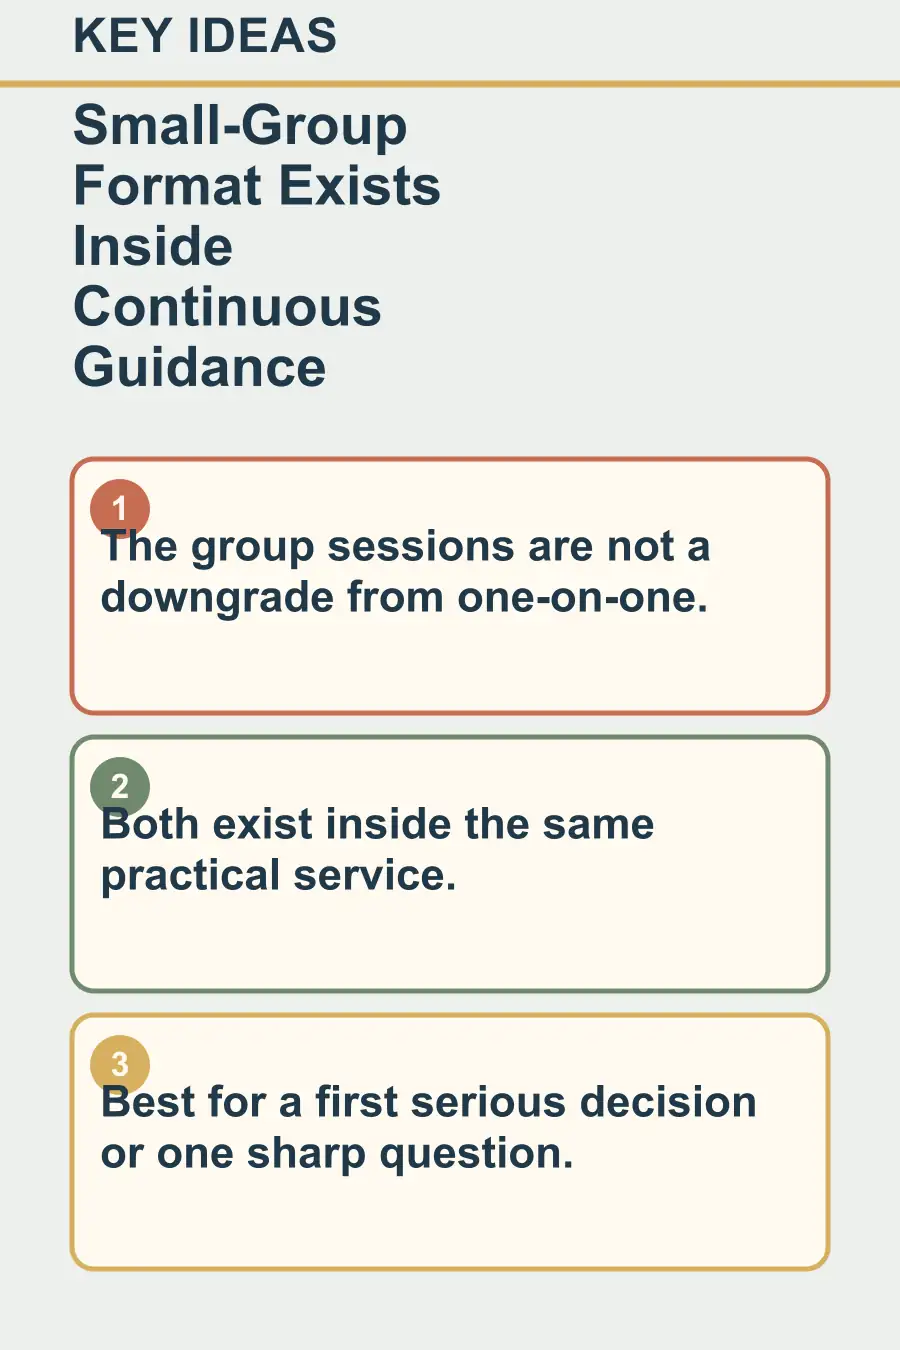 KEY IDEAS
Small-Group
Format Exists
Inside
Continuous
Guidance
1
The group sessions are not a
downgrade from one-on-one.
2
Both exist inside the same
practical service.
3
Best for a first serious decision
or one sharp question.